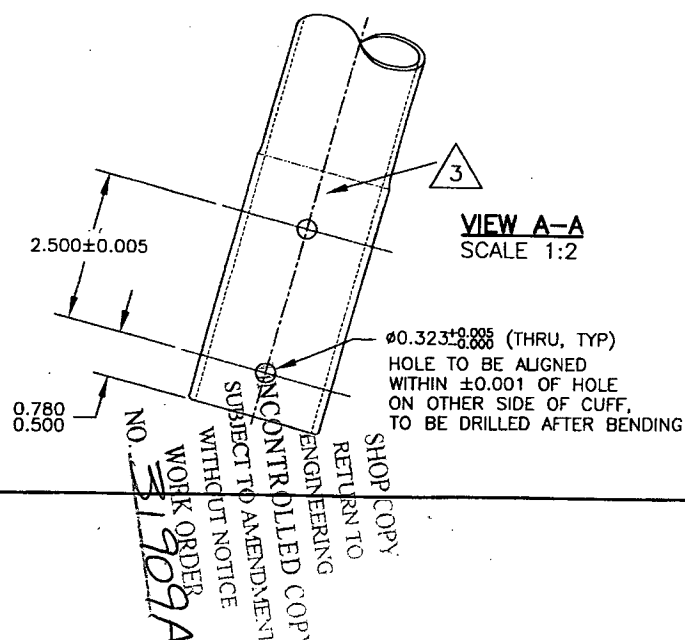 3
VIEW A-A
SCALE 1:2
2.500±0.005
ø0.323 +0.005 -0.000 (THRU, TYP)
HOLE TO BE ALIGNED
WITHIN ±0.001 OF HOLE
ON OTHER SIDE OF CUFF,
TO BE DRILLED AFTER BENDING
0.780
0.500
SHOP COPY
RETURN TO
ENGINEERING
NCONTROLLED COPY
SUBJECT TO AMENDMENT
WITHOUT NOTICE
WORK ORDER
NO. 31909A